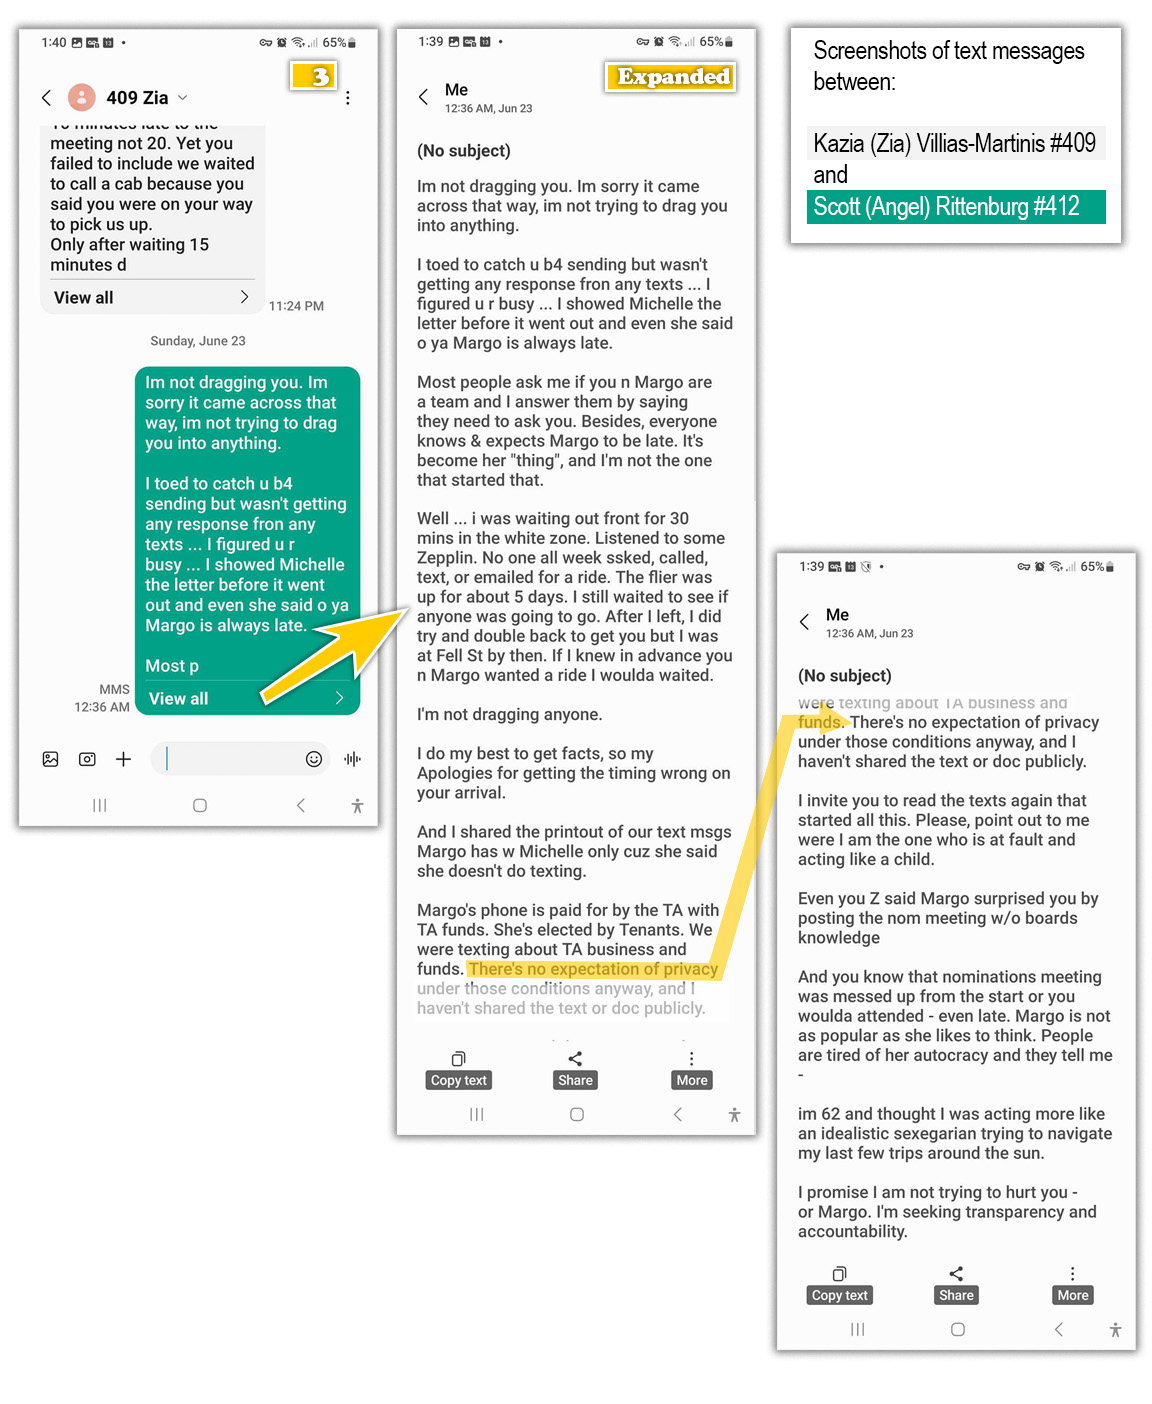 1:40
65%
3
409 Zia
10 minutes late to the
meeting not 20. Yet you
failed to include we waited
to call a cab because you
said you were on your way
to pick us up.
Only after waiting 15
minutes d
View all
11:24 PM
Sunday, June 23
Im not dragging you. Im
sorry it came across that
way, im not trying to drag
you into anything.
I toed to catch u b4
sending but wasn't getting
any response fron any
texts ... I figured u r
busy ... I showed Michelle
the letter before it went
out and even she said o ya
Margo is always late.
Most p
View all
MMS
12:36 AM
1:39
65%
Expanded
Me
12:36 AM, Jun 23
(No subject)
Im not dragging you. Im sorry it came
across that way, im not trying to drag you
into anything.
I toed to catch u b4 sending but wasn't
getting any response fron any texts ... I
figured u r busy ... I showed Michelle the
letter before it went out and even she said
o ya Margo is always late.
Most people ask me if you n Margo are
a team and I answer them by saying
they need to ask you. Besides, everyone
knows & expects Margo to be late. It's
become her "thing", and I'm not the one
that started that.
Well ... i was waiting out front for 30
mins in the white zone. Listened to some
Zepplin. No one all week ssked, called,
text, or emailed for a ride. The flier was
up for about 5 days. I still waited to see if
anyone was going to go. After I left, I did
try and double back to get you but I was
at Fell St by then. If I knew in advance you
n Margo wanted a ride I woulda waited.
I'm not dragging anyone.
I do my best to get facts, so my
Apologies for getting the timing wrong on
your arrival.
And I shared the printout of our text msgs
Margo has w Michelle only cuz she said
she doesn't do texting.
Margo's phone is paid for by the TA with
TA funds. She's elected by Tenants. We
were texting about TA business and
funds. There's no expectation of privacy
under those conditions anyway, and I
haven't shared the text or doc publicly.
Copy text
Share
More
Screenshots of text messages
between:
Kazia (Zia) Villias-Martinis #409
and
Scott (Angel) Rittenburg #412
1:39
65%
Me
12:36 AM, Jun 23
(No subject)
were texting about TA business and
funds. There's no expectation of privacy
under those conditions anyway, and I
haven't shared the text or doc publicly.
I invite you to read the texts again that
started all this. Please, point out to me
were I am the one who is at fault and
acting like a child.
Even you Z said Margo surprised you by
posting the nom meeting w/o boards
knowledge
And you know that nominations meeting
was messed up from the start or you
woulda attended - even late. Margo is not
as popular as she likes to think. People
are tired of her autocracy and they tell me
-
im 62 and thought I was acting more like
an idealistic sexegarian trying to navigate
my last few trips around the sun.
I promise I am not trying to hurt you -
or Margo. I'm seeking transparency and
accountability.
Copy text
Share
More